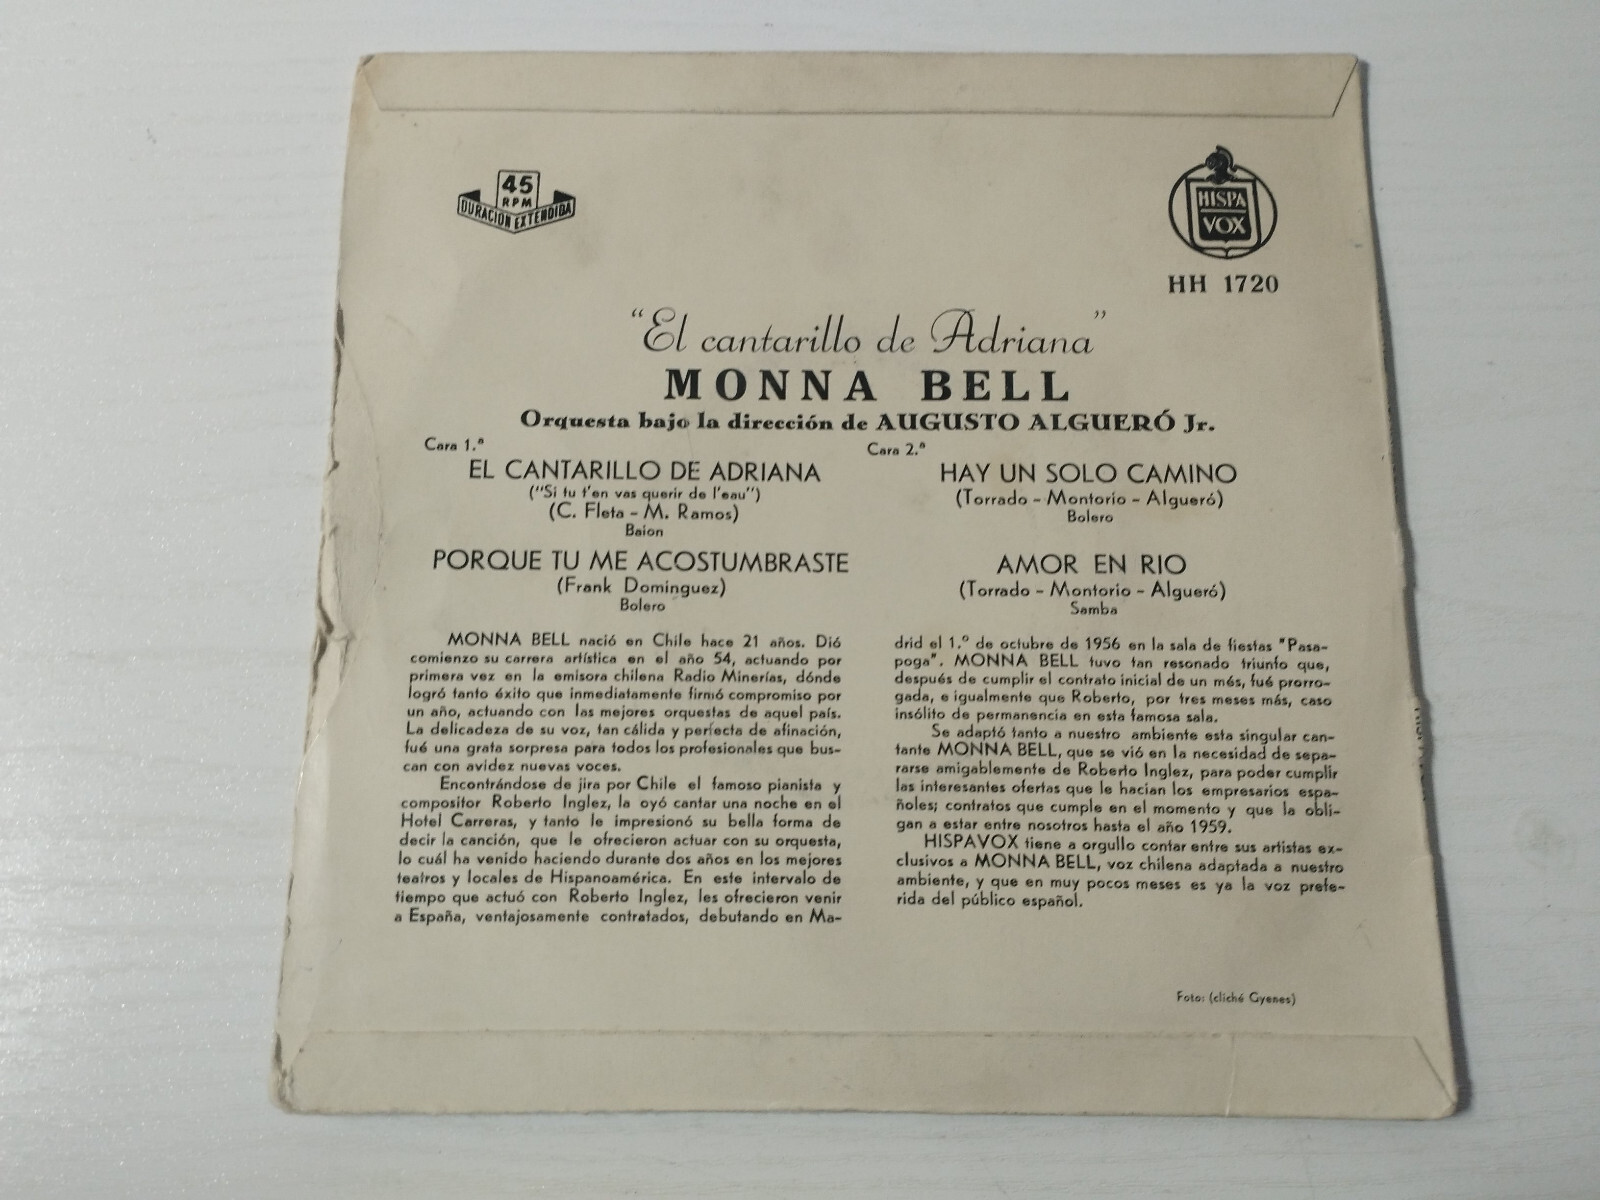 45
RPM
DURACION EXTENDIDA
HISPA
VOX
HH 1720
"El cantarillo de Adriana"
MONNA BELL
Orquesta bajo la dirección de AUGUSTO ALGUERÓ Jr.
Cara 1.ª
EL CANTARILLO DE ADRIANA
("Si tu t'en vas querir de l'eau")
(C. Fleta - M. Ramos)
Baion
PORQUE TU ME ACOSTUMBRASTE
(Frank Dominguez)
Bolero
Cara 2.ª
HAY UN SOLO CAMINO
(Torrado - Montorio - Algueró)
Bolero
AMOR EN RIO
(Torrado - Montorio - Algueró)
Samba
MONNA BELL nació en Chile hace 21 años. Dió
comienzo su carrera artística en el año 54, actuando por
primera vez en la emisora chilena Radio Minerías, dónde
logró tanto éxito que inmediatamente firmó compromiso por
un año, actuando con las mejores orquestas de aquel país.
La delicadeza de su voz, tan cálida y perfecta de afinación,
fué una grata sorpresa para todos los profesionales que bus-
can con avidez nuevas voces.
Encontrándose de jira por Chile el famoso pianista y
compositor Roberto Inglez, la oyó cantar una noche en el
Hotel Carreras, y tanto le impresionó su bella forma de
decir la canción, que le ofrecieron actuar con su orquesta,
lo cuál ha venido haciendo durante dos años en los mejores
teatros y locales de Hispanoamérica. En este intervalo de
tiempo que actuó con Roberto Inglez, les ofrecieron venir
a España, ventajosamente contratados, debutando en Ma-
drid el 1.º de octubre de 1956 en la sala de fiestas "Pasa-
poga". MONNA BELL tuvo tan resonado triunfo que,
después de cumplir el contrato inicial de un més, fué prorro-
gada, e igualmente que Roberto, por tres meses más, caso
insólito de permanencia en esta famosa sala.
Se adaptó tanto a nuestro ambiente esta singular can-
tante MONNA BELL, que se vió en la necesidad de sepa-
rarse amigablemente de Roberto Inglez, para poder cumplir
las interesantes ofertas que le hacian los empresarios espa-
ñoles; contratos que cumple en el momento y que la obli-
gan a estar entre nosotros hasta el año 1959.
HISPAVOX tiene a orgullo contar entre sus artistas ex-
clusivos a MONNA BELL, voz chilena adaptada a nuestro
ambiente, y que en muy pocos meses es ya la voz prefe-
rida del público español.
Foto: (cliché Gyenes)